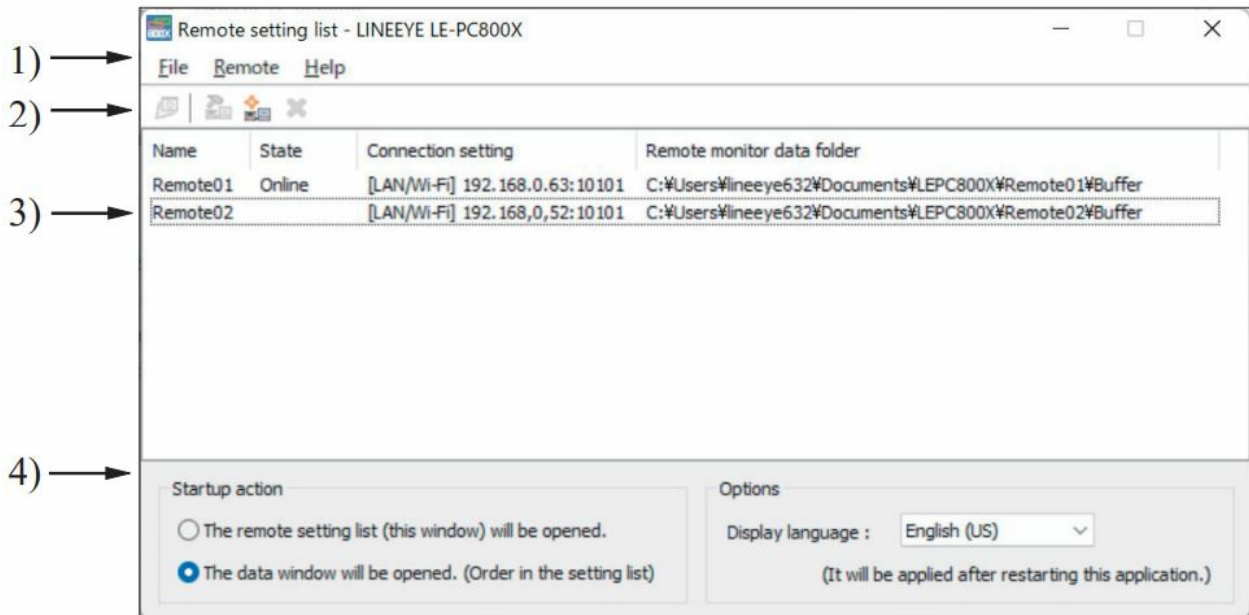 Remote setting list - LINEEYE LE-PC800X
1)
File Remote Help
2)
Name State Connection setting Remote monitor data folder
Remote01 Online [LAN/Wi-Fi] 192.168.0.63:10101 C:¥Users¥lineeye632¥Documents¥LEPC800X¥Remote01¥Buffer
3)
Remote02 [LAN/Wi-Fi] 192.168,0,52:10101 C:¥Users¥lineeye632¥Documents¥LEPC800X¥Remote02¥Buffer
4)
Startup action
The remote setting list (this window) will be opened.
The data window will be opened. (Order in the setting list)
Options
Display language : English (US)
(It will be applied after restarting this application.)